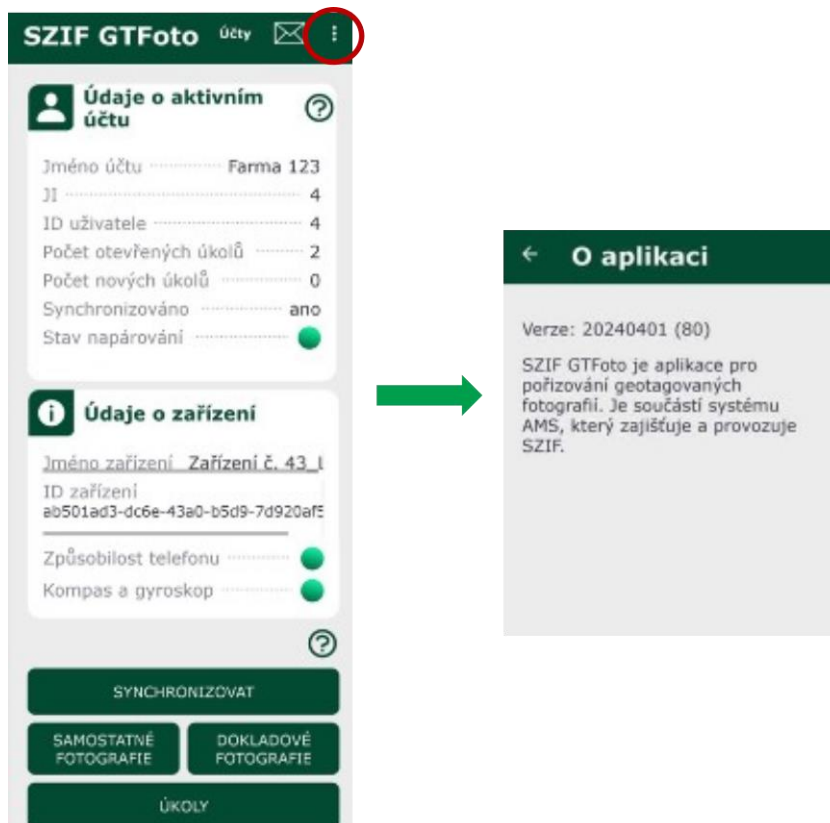 SZIF GTFoto Účty
Údaje o aktivním
účtu
Jméno účtu Farma 123
JI 4
ID uživatele 4
Počet otevřených úkolů 2
Počet nových úkolů 0
Synchronizováno ano
Stav napárování
Údaje o zařízení
Jméno zařízení Zařízení č. 43_
ID zařízení
ab501ad3-dc6e-43a0-b5d9-7d920af5
Způsobilost telefonu
Kompas a gyroskop
SYNCHRONIZOVAT
SAMOSTATNÉ
FOTOGRAFIE
DOKLADOVÉ
FOTOGRAFIE
ÚKOLY
O aplikaci
Verze: 20240401 (80)
SZIF GTFoto je aplikace pro
pořizování geotagovaných
fotografií. Je součástí systému
AMS, který zajišťuje a provozuje
SZIF.